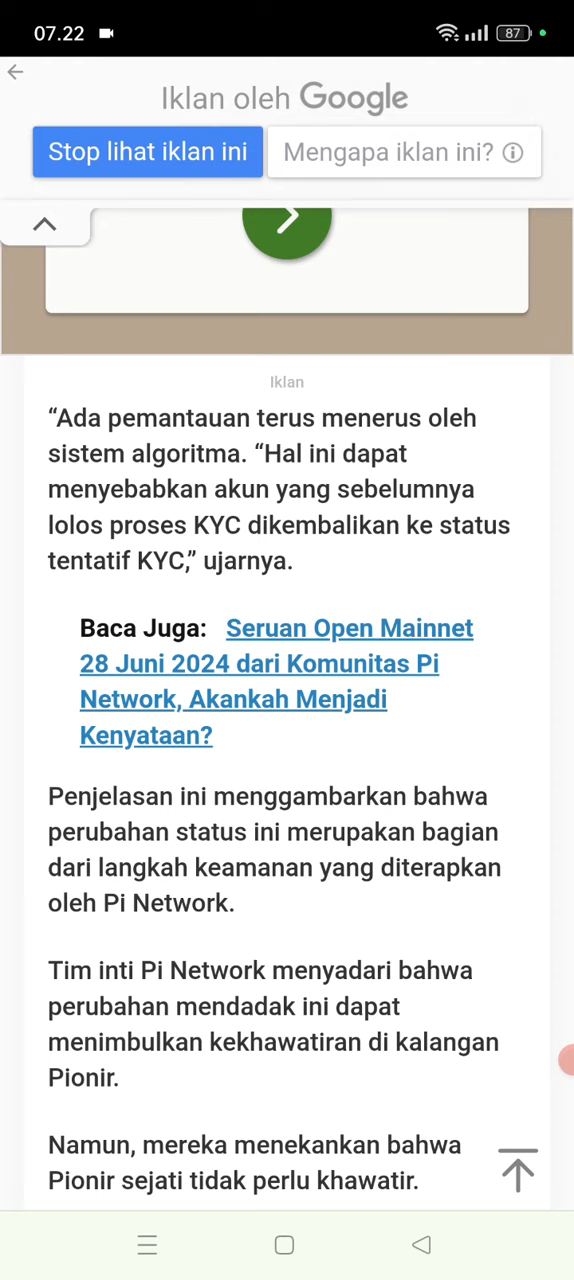 07.22
87
Iklan oleh Google
Stop lihat iklan ini
Mengapa iklan ini?
Iklan
“Ada pemantauan terus menerus oleh
sistem algoritma. “Hal ini dapat
menyebabkan akun yang sebelumnya
lolos proses KYC dikembalikan ke status
tentatif KYC,” ujarnya.
Baca Juga: Seruan Open Mainnet
28 Juni 2024 dari Komunitas Pi
Network, Akankah Menjadi
Kenyataan?
Penjelasan ini menggambarkan bahwa
perubahan status ini merupakan bagian
dari langkah keamanan yang diterapkan
oleh Pi Network.
Tim inti Pi Network menyadari bahwa
perubahan mendadak ini dapat
menimbulkan kekhawatiran di kalangan
Pionir.
Namun, mereka menekankan bahwa
Pionir sejati tidak perlu khawatir.